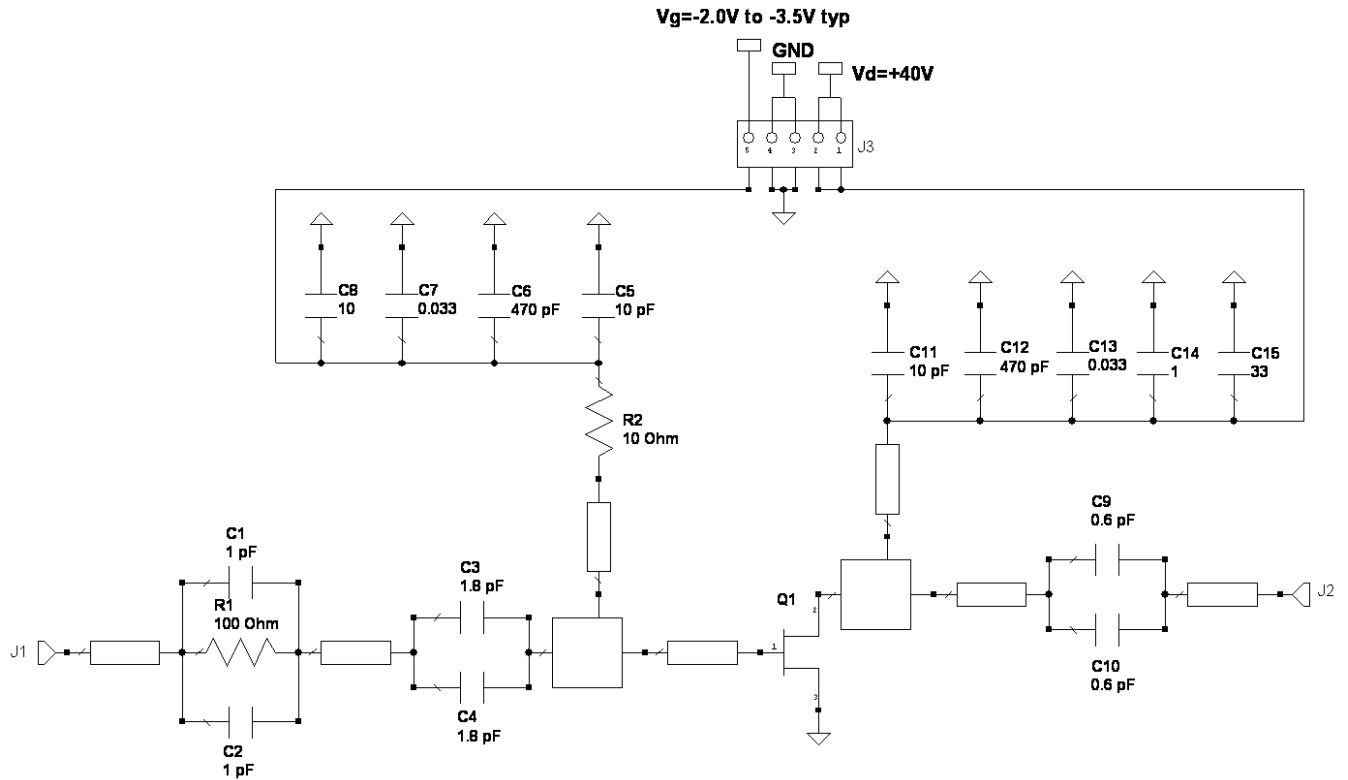 Vg=-2.0V to -3.5V typ
GND
Vd=+40V
5 4 3 2 1
J3
C8
10
C7
0.033
C6
470 pF
C5
10 pF
C11
10 pF
C12
470 pF
C13
0.033
C14
1
C15
33
R2
10 Ohm
C1
1 pF
R1
100 Ohm
C2
1 pF
J1
C3
1.8 pF
C4
1.8 pF
Q1
1
2
3
C9
0.6 pF
C10
0.6 pF
J2